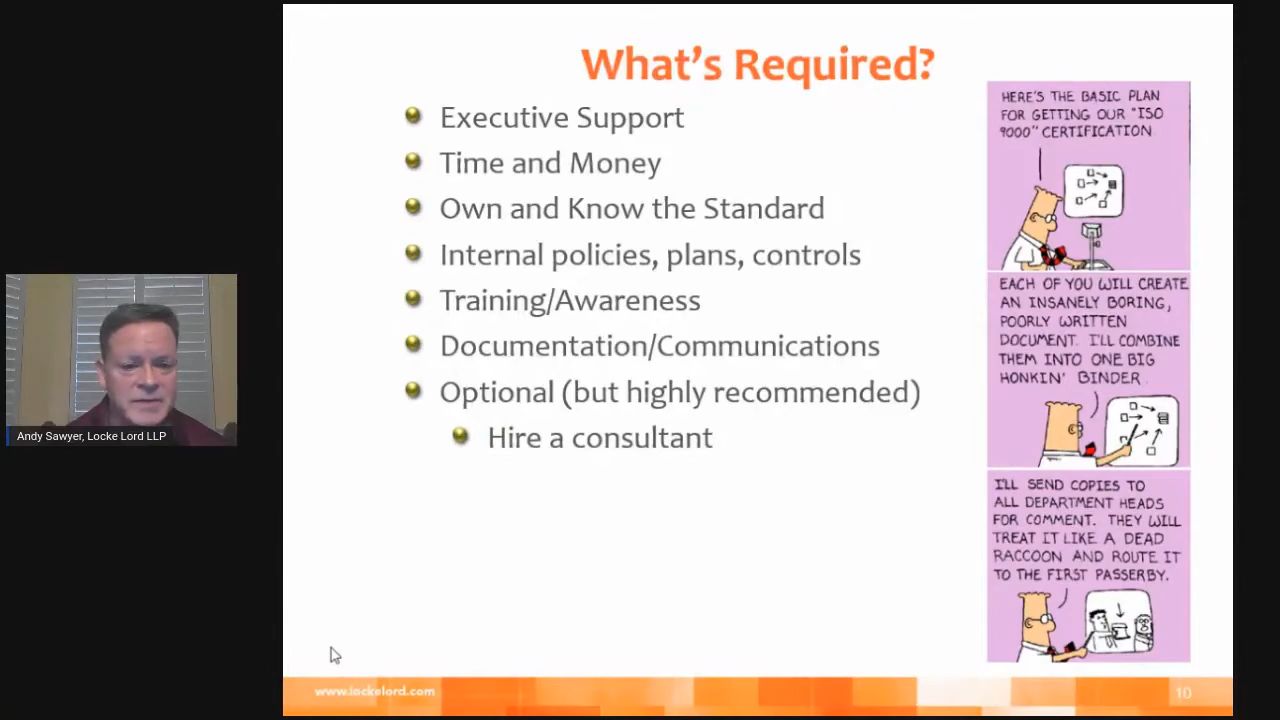 What's Required?
Executive Support
Time and Money
Own and Know the Standard
Internal policies, plans, controls
Training/Awareness
Documentation/Communications
Optional (but highly recommended)
Hire a consultant
HERE'S THE BASIC PLAN
FOR GETTING OUR "ISO
9000" CERTIFICATION
EACH OF YOU WILL CREATE
AN INSANELY BORING,
POORLY WRITTEN
DOCUMENT. I'LL COMBINE
THEM INTO ONE BIG
HONKIN' BINDER.
I'LL SEND COPIES TO
ALL DEPARTMENT HEADS
FOR COMMENT. THEY WILL
TREAT IT LIKE A DEAD
RACCOON AND ROUTE IT
TO THE FIRST PASSERBY.
Andy Sawyer, Locke Lord LLP
www.lockelord.com
10